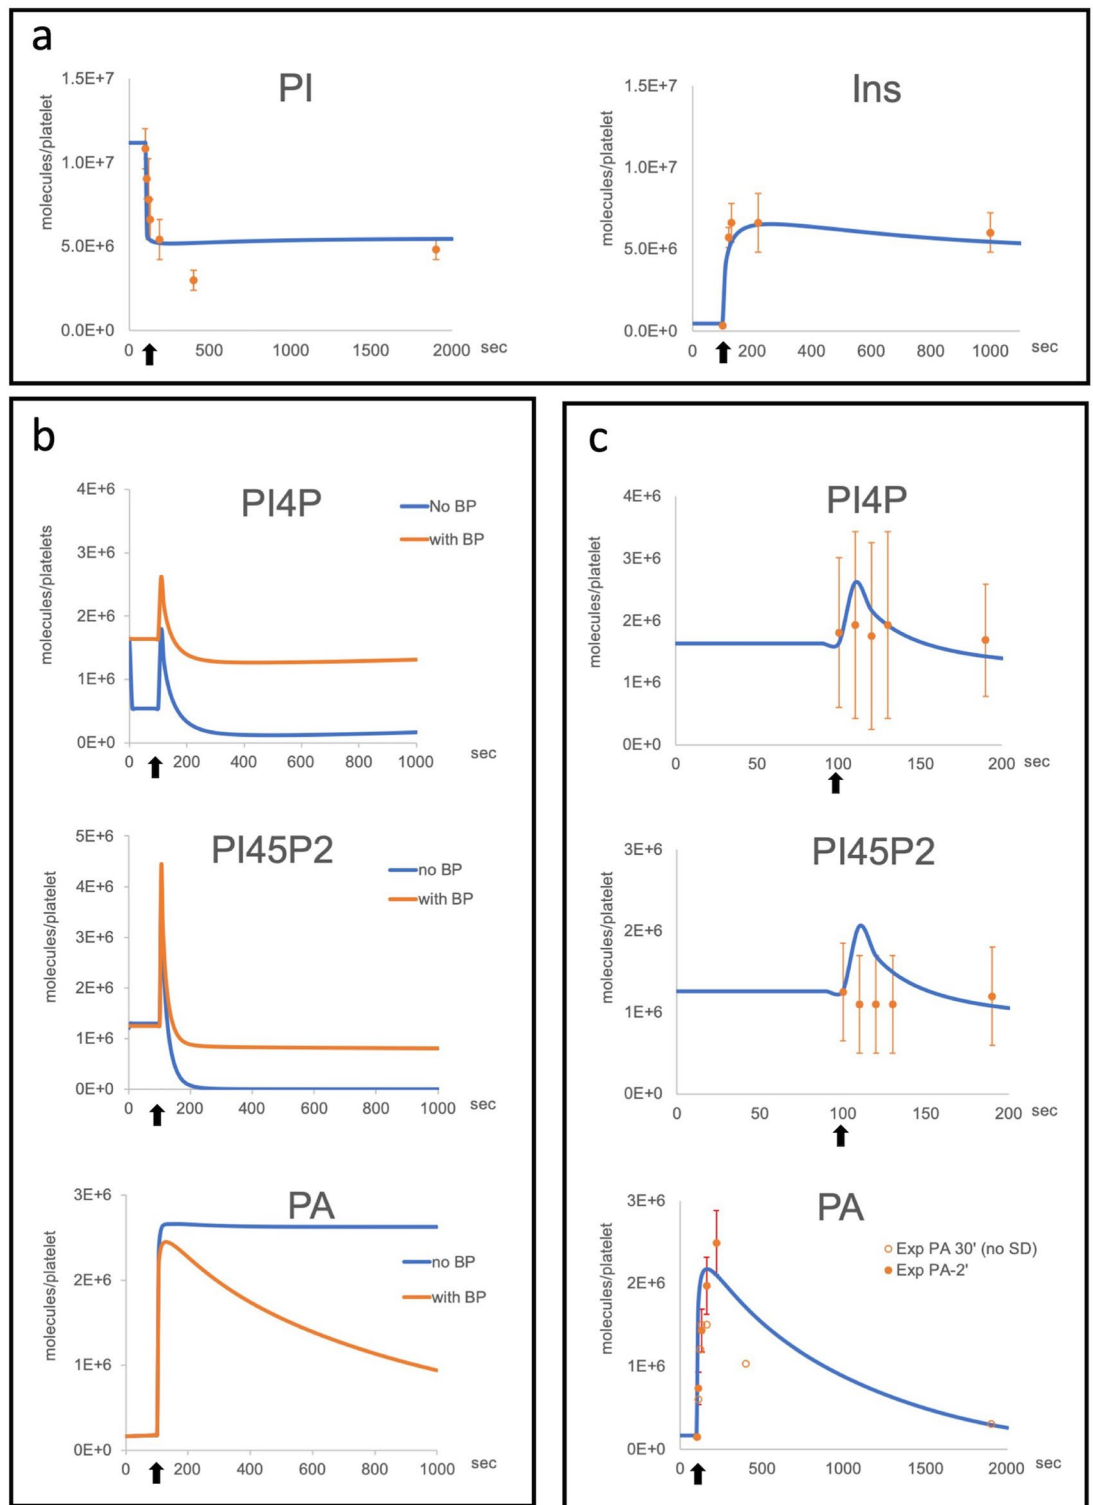 a
PI
molecules/platelet
1.5E+7
1.0E+7
5.0E+6
0.0E+0
0 500 1000 1500 2000 sec
Ins
molecules/platelet
1.5E+7
1.0E+7
5.0E+6
0.0E+0
0 200 400 600 800 1000 sec
b
PI4P
molecules/platelets
4E+6
3E+6
2E+6
1E+6
0E+0
No BP
with BP
0 200 400 600 800 1000 sec
PI45P2
molecules/platelet
5E+6
4E+6
3E+6
2E+6
1E+6
0E+0
no BP
with BP
0 200 400 600 800 1000 sec
PA
molecules/platelet
3E+6
2E+6
1E+6
0E+0
no BP
with BP
0 200 400 600 800 1000 sec
c
PI4P
molecules/platelet
4E+6
3E+6
2E+6
1E+6
0E+0
0 50 100 150 200 sec
PI45P2
molecules/platelet
3E+6
2E+6
1E+6
0E+0
0 50 100 150 200 sec
PA
molecules/platelet
3E+6
2E+6
1E+6
0E+0
Exp PA 30' (no SD)
Exp PA-2'
0 500 1000 1500 2000 sec